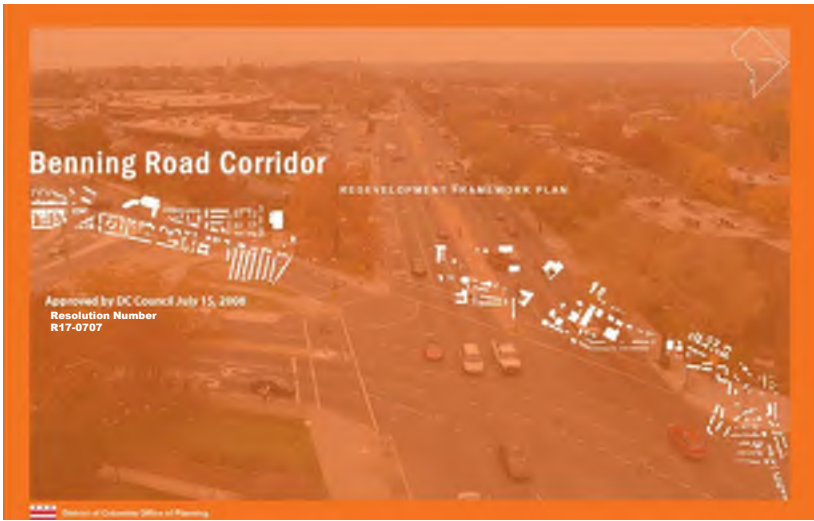 Benning Road Corridor
REDEVELOPMENT FRAMEWORK PLAN
Approved by DC Council July 15, 2008
Resolution Number
R17-0707
District of Columbia Office of Planning